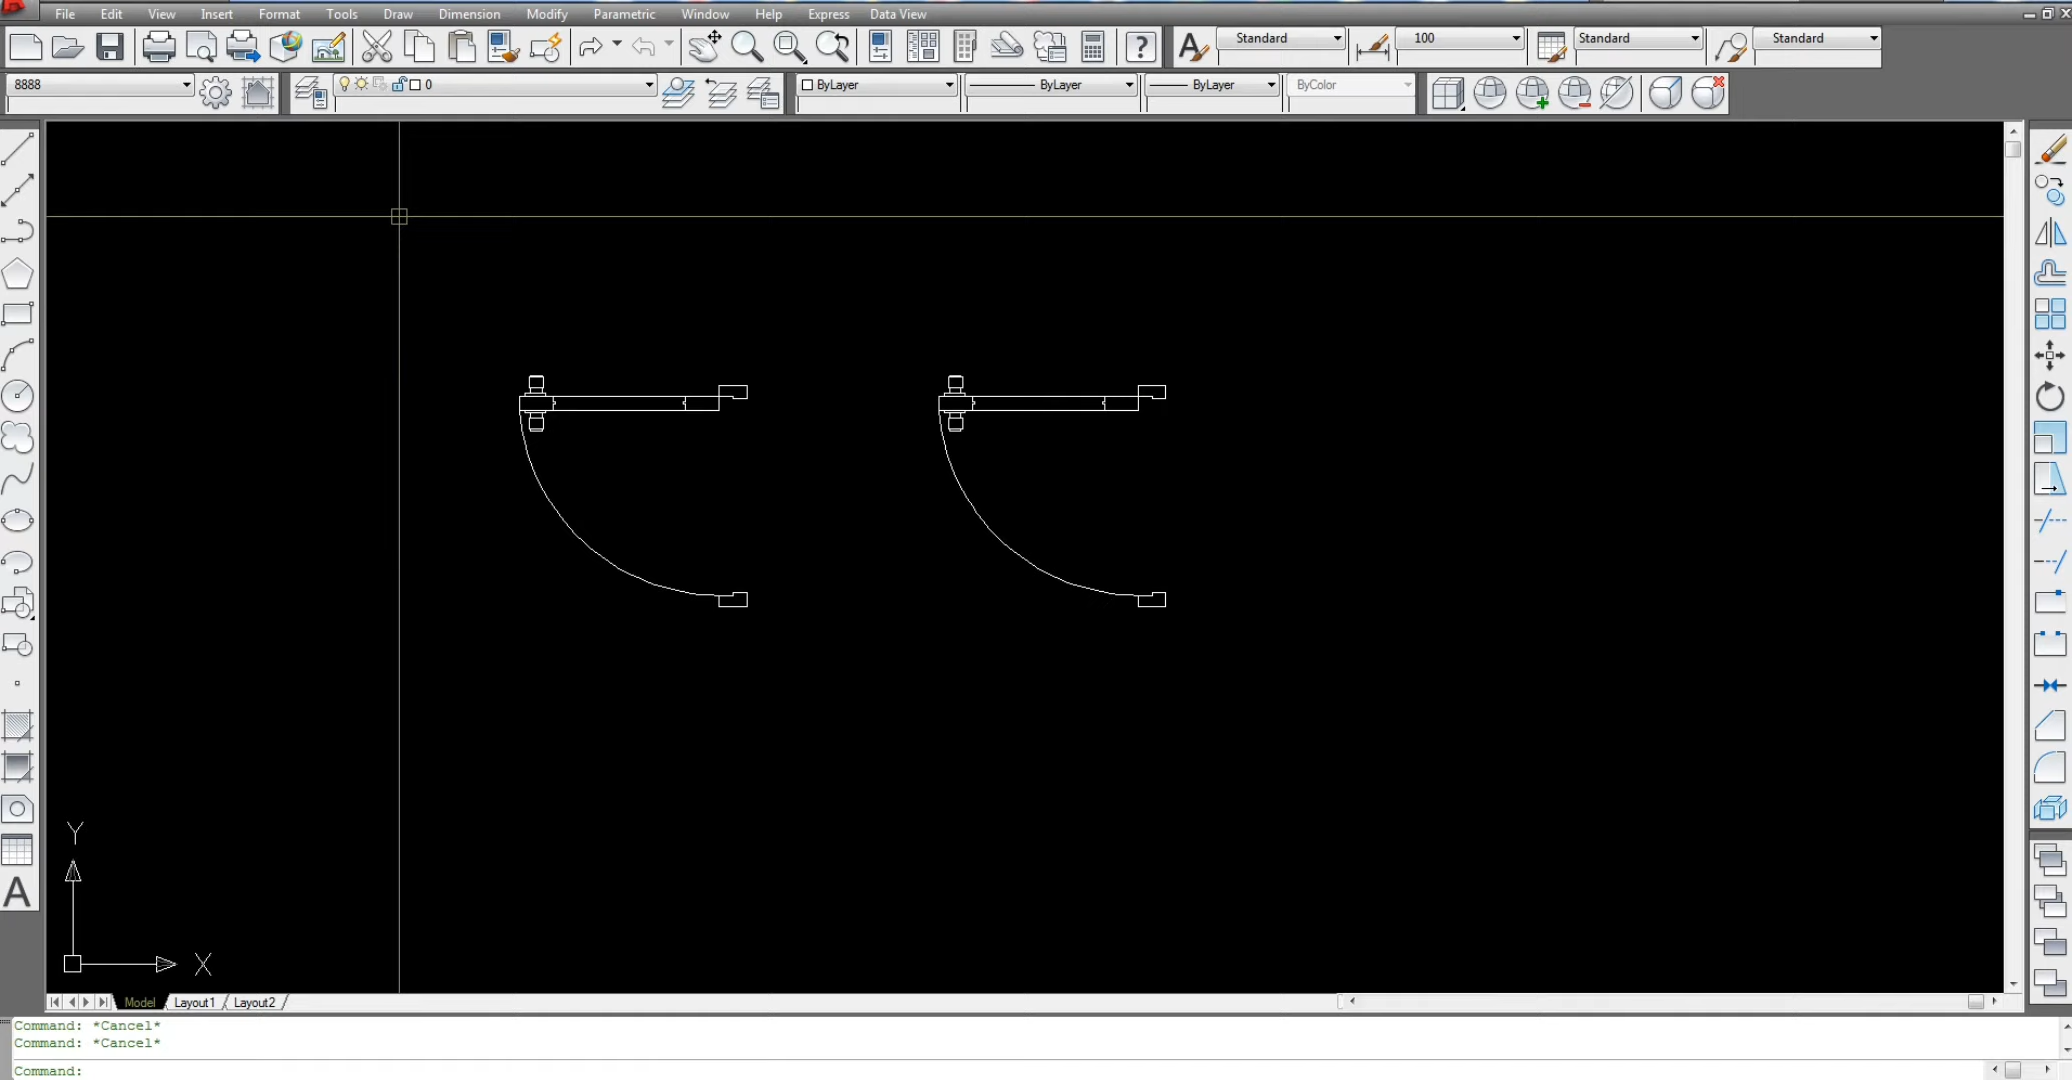 File Edit View Insert Format Tools Draw Dimension Modify Parametric Window Help Express Data View
Standard 100 Standard Standard
8888 0 ByLayer ByLayer ByLayer ByColor
Y
X
Model Layout1 Layout2
Command: *Cancel*
Command: *Cancel*
Command: